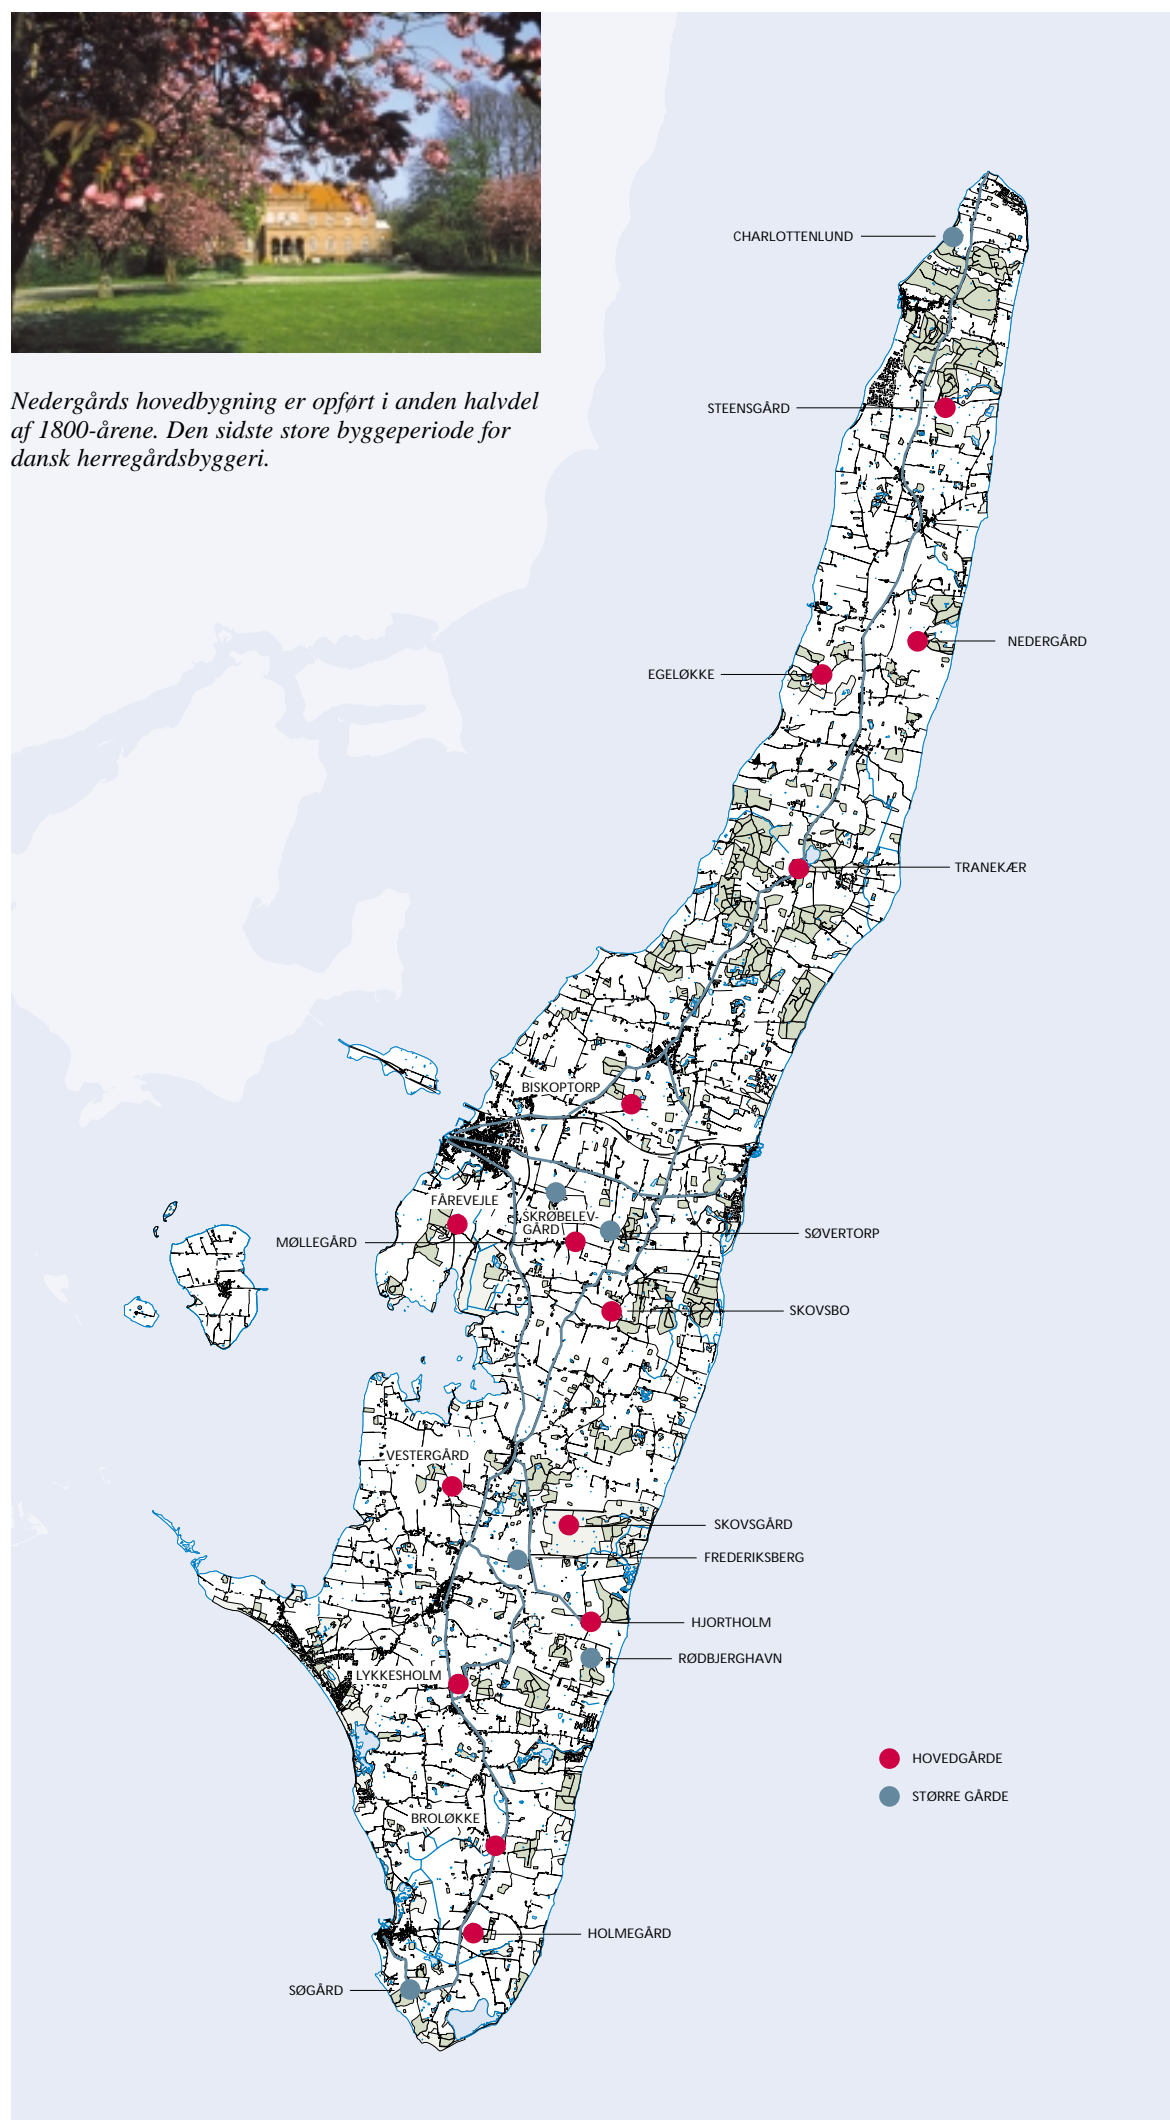 Nedergårds hovedbygning er opført i anden halvdel
af 1800-årene. Den sidste store byggeperiode for
dansk herregårdsbyggeri.
CHARLOTTENLUND
STEENSGÅRD
NEDERGÅRD
EGELØKKE
TRANEKÆR
BISKOPTORP
FÅREVEJLE
SKRØBELEV-
GÅRD
SØVERTORP
MØLLEGÅRD
SKOVSBO
VESTERGÅRD
SKOVSGÅRD
FREDERIKSBERG
HJORTHOLM
RØDBJERGHAVN
LYKKESHOLM
HOVEDGÅRDE
STØRRE GÅRDE
BROLØKKE
HOLMEGÅRD
SØGÅRD